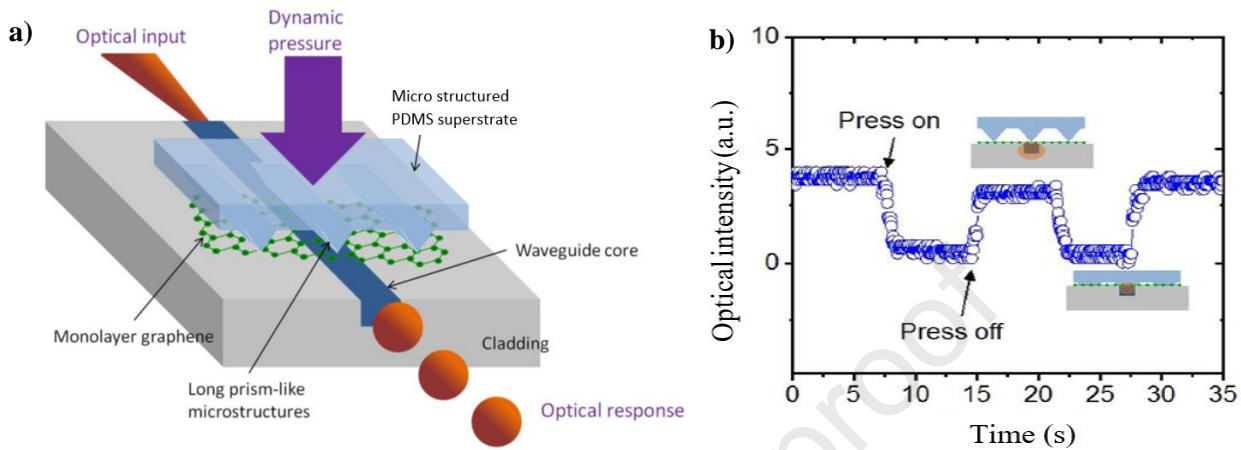 a)
Optical input
Dynamic
pressure
Micro structured
PDMS superstrate
Waveguide core
Monolayer graphene
Cladding
Long prism-like
microstructures
Optical response
b)
Optical intensity (a.u.)
10
5
0
Press on
Press off
0 5 10 15 20 25 30 35
Time (s)
proof